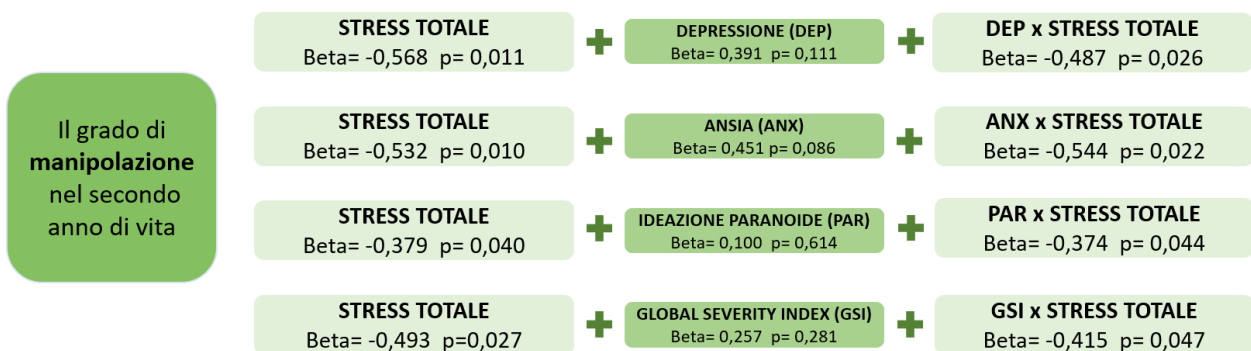 Il grado di
manipolazione
nel secondo
anno di vita
STRESS TOTALE
Beta= -0,568 p= 0,011
DEPRESSIONE (DEP)
Beta= 0,391 p= 0,111
DEP x STRESS TOTALE
Beta= -0,487 p= 0,026
STRESS TOTALE
Beta= -0,532 p= 0,010
ANSIA (ANX)
Beta= 0,451 p= 0,086
ANX x STRESS TOTALE
Beta= -0,544 p= 0,022
STRESS TOTALE
Beta= -0,379 p= 0,040
IDEAZIONE PARANOIDE (PAR)
Beta= 0,100 p= 0,614
PAR x STRESS TOTALE
Beta= -0,374 p= 0,044
STRESS TOTALE
Beta= -0,493 p=0,027
GLOBAL SEVERITY INDEX (GSI)
Beta= 0,257 p= 0,281
GSI x STRESS TOTALE
Beta= -0,415 p= 0,047